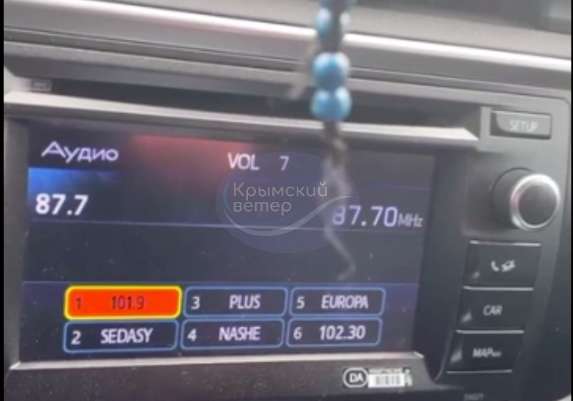 SETUP
Аудио
VOL 7
Крымский
ветер
87.7
87.70MHz
1 101.9
3 PLUS
5 EUROPA
2 SEDASY
4 NASHE
6 102.30
CAR
MAP
DA